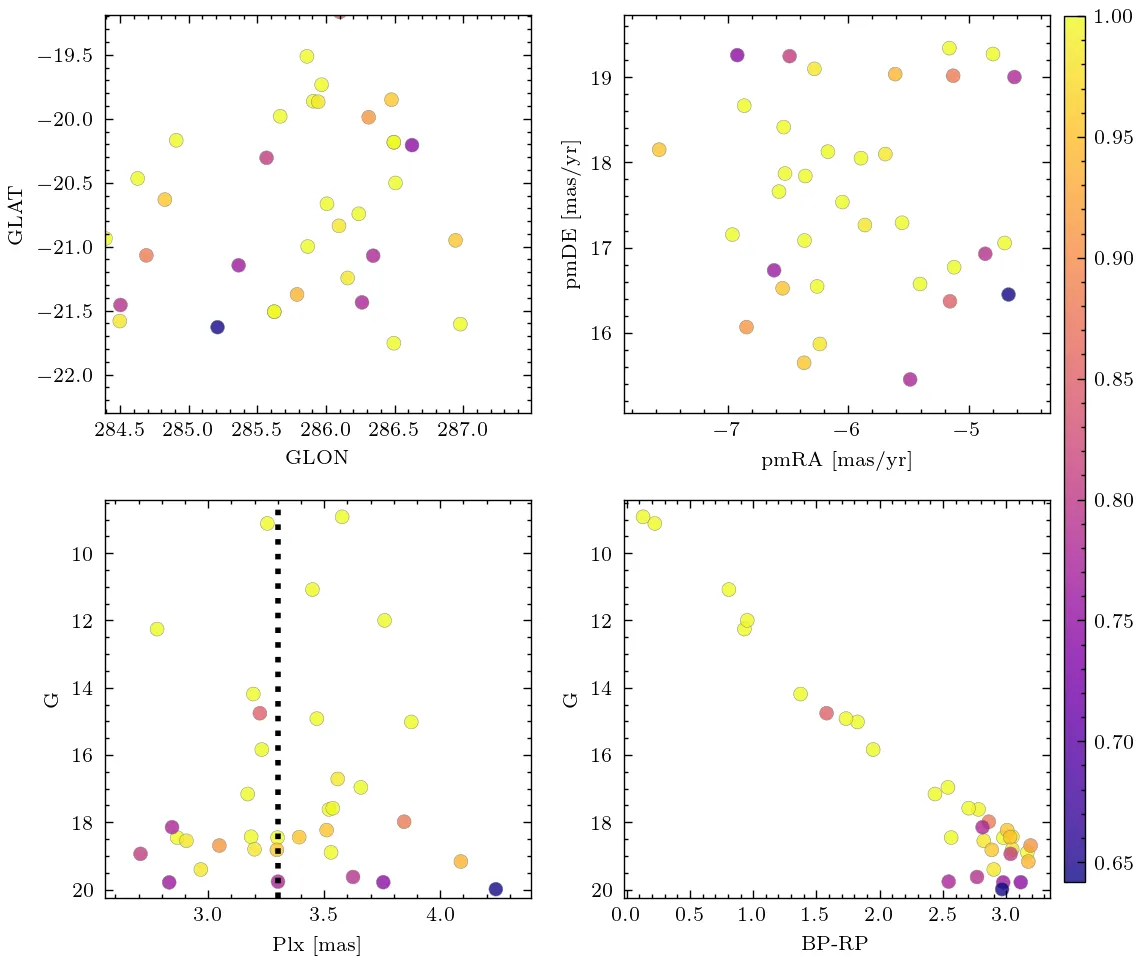 −19.5
−20.0
−20.5
−21.0
−21.5
−22.0
GLAT
284.5 285.0 285.5 286.0 286.5 287.0
GLON
19
18
17
16
pmDE [mas/yr]
−7 −6 −5
pmRA [mas/yr]
10
12
14
16
18
20
G
3.0 3.5 4.0
Plx [mas]
10
12
14
16
18
20
G
0.0 0.5 1.0 1.5 2.0 2.5 3.0
BP-RP
1.00
0.95
0.90
0.85
0.80
0.75
0.70
0.65